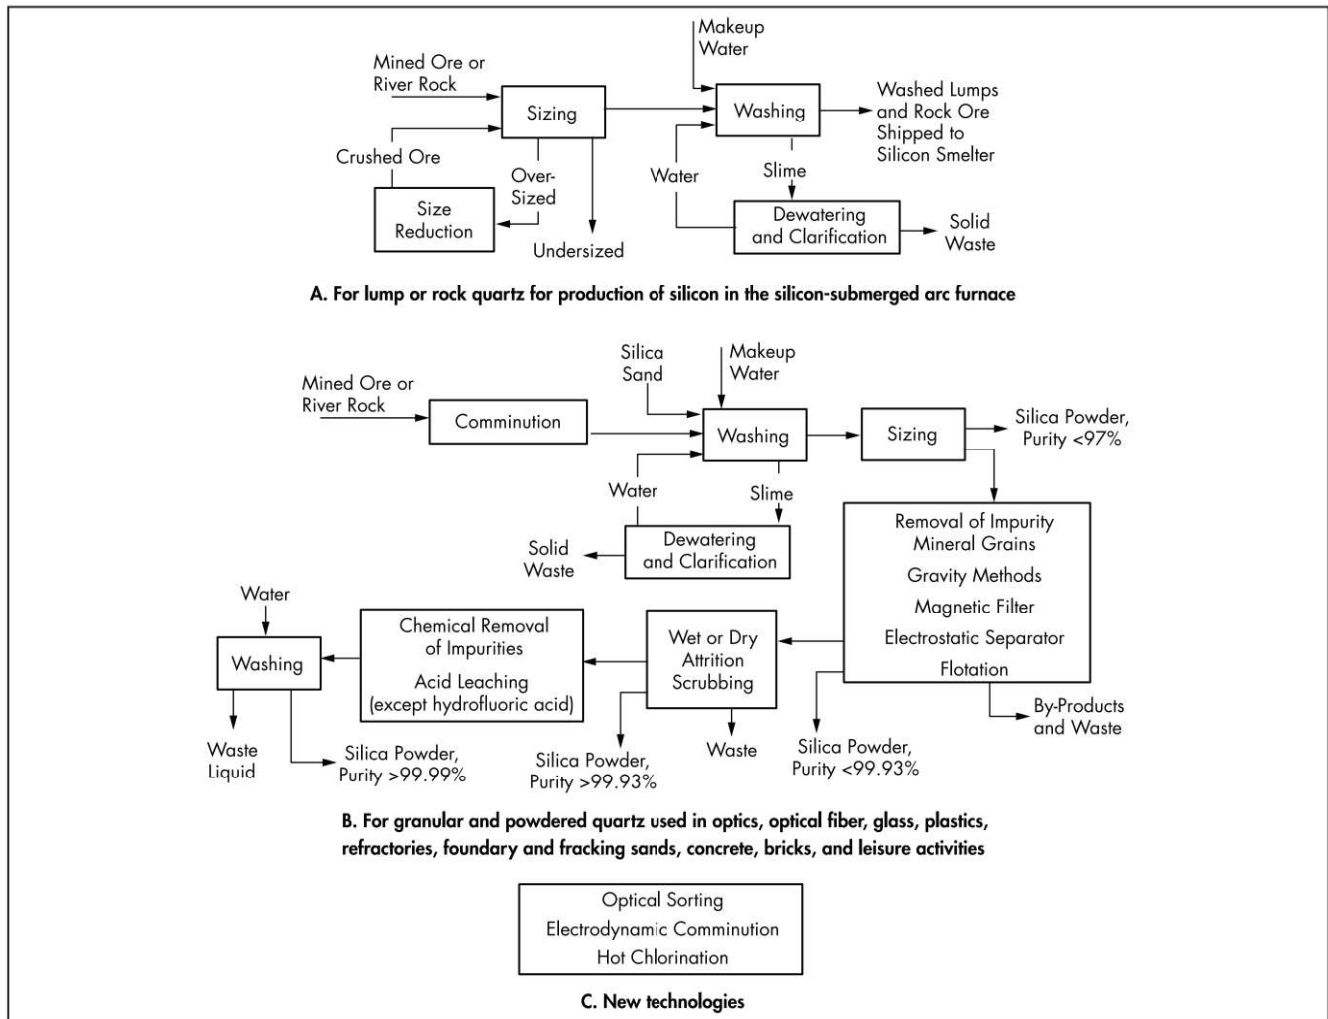 Makeup
Water
Mined Ore or
River Rock
Sizing
Washing
Washed Lumps
and Rock Ore
Shipped to
Silicon Smelter
Crushed Ore
Over-
Sized
Water
Slime
Size
Reduction
Undersized
Dewatering
and Clarification
Solid
Waste
A. For lump or rock quartz for production of silicon in the silicon-submerged arc furnace
Silica
Sand
Makeup
Water
Mined Ore or
River Rock
Comminution
Washing
Sizing
Silica Powder,
Purity <97%
Water
Slime
Dewatering
and Clarification
Solid
Waste
Removal of Impurity
Mineral Grains
Gravity Methods
Magnetic Filter
Electrostatic Separator
Flotation
Water
Washing
Chemical Removal
of Impurities
Acid Leaching
(except hydrofluoric acid)
Wet or Dry
Attrition
Scrubbing
By-Products
and Waste
Waste
Liquid
Silica Powder,
Purity >99.99%
Silica Powder,
Purity >99.93%
Waste
Silica Powder,
Purity <99.93%
B. For granular and powdered quartz used in optics, optical fiber, glass, plastics,
refractories, foundary and fracking sands, concrete, bricks, and leisure activities
Optical Sorting
Electrodynamic Comminution
Hot Chlorination
C. New technologies